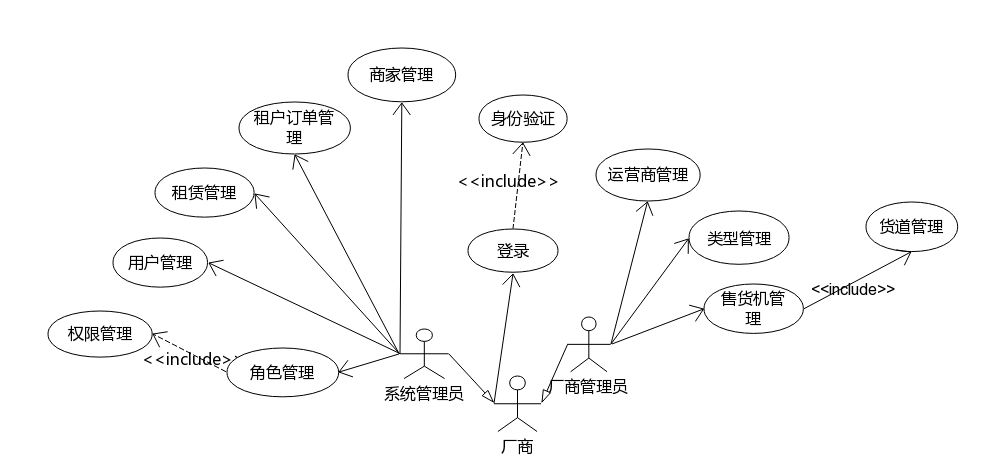 商家管理
租户订单管
理
身份验证
租赁管理
<<include>>
运营商管理
用户管理
登录
类型管理
货道管理
权限管理
<<include>>
角色管理
售货机管
理
<<include>>
系统管理员
厂商管理员
厂商